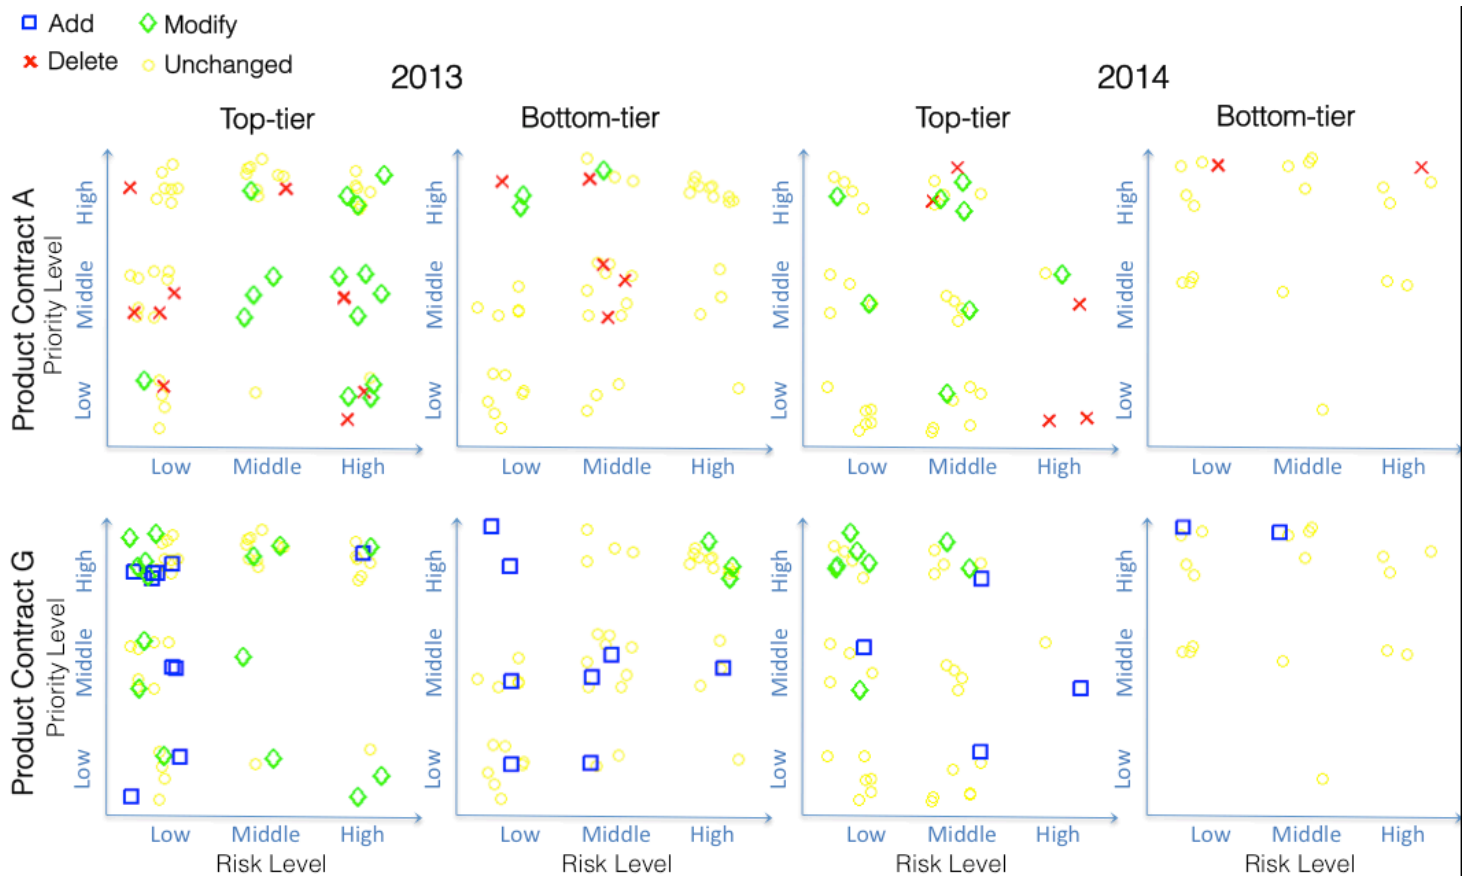 Add
Modify
Delete
Unchanged
2013
2014
Top-tier
Bottom-tier
Top-tier
Bottom-tier
Product Contract A
Priority Level
High
Middle
Low
High
Middle
Low
High
Middle
Low
High
Middle
Low
Low Middle High
Low Middle High
Low Middle High
Low Middle High
Product Contract G
Priority Level
High
Middle
Low
High
Middle
Low
High
Middle
Low
High
Middle
Low
Low Middle High
Low Middle High
Low Middle High
Low Middle High
Risk Level
Risk Level
Risk Level
Risk Level